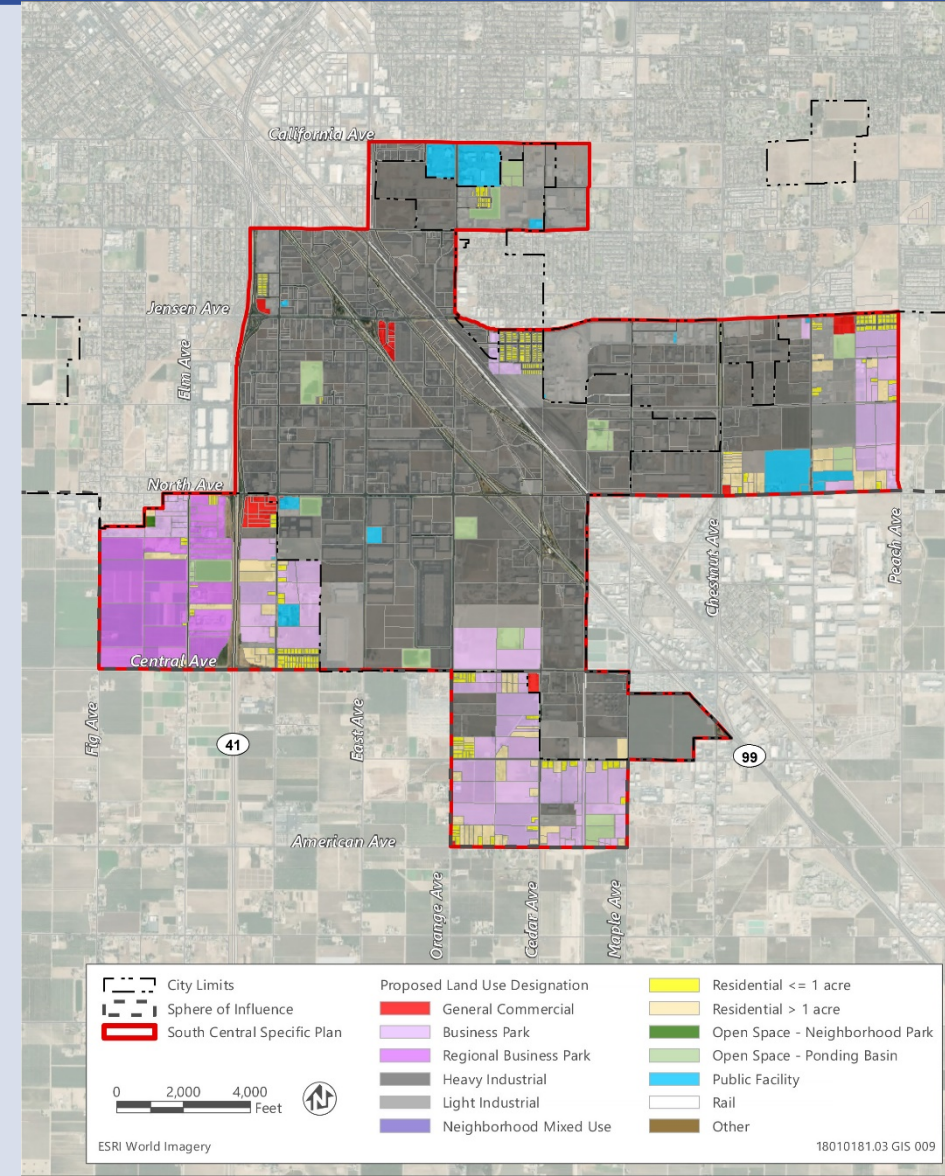 California Ave
Jensen Ave
Elm Ave
North Ave
Chestnut Ave
Peach Ave
Central Ave
Fig Ave
41
East Ave
99
American Ave
Orange Ave
Cedar Ave
Maple Ave
City Limits
Sphere of Influence
South Central Specific Plan
0 2,000 4,000
Feet
ESRI World Imagery
Proposed Land Use Designation
General Commercial
Business Park
Regional Business Park
Heavy Industrial
Light Industrial
Neighborhood Mixed Use
Residential <= 1 acre
Residential > 1 acre
Open Space - Neighborhood Park
Open Space - Ponding Basin
Public Facility
Rail
Other
18010181.03 GIS 009